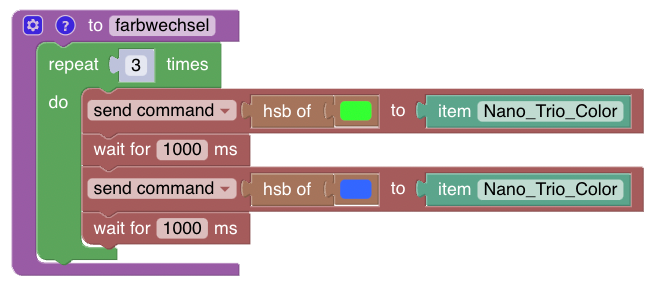 ? to farbwechsel
repeat 3 times
do
send command hsb of to item Nano_Trio_Color
wait for 1000 ms
send command hsb of to item Nano_Trio_Color
wait for 1000 ms